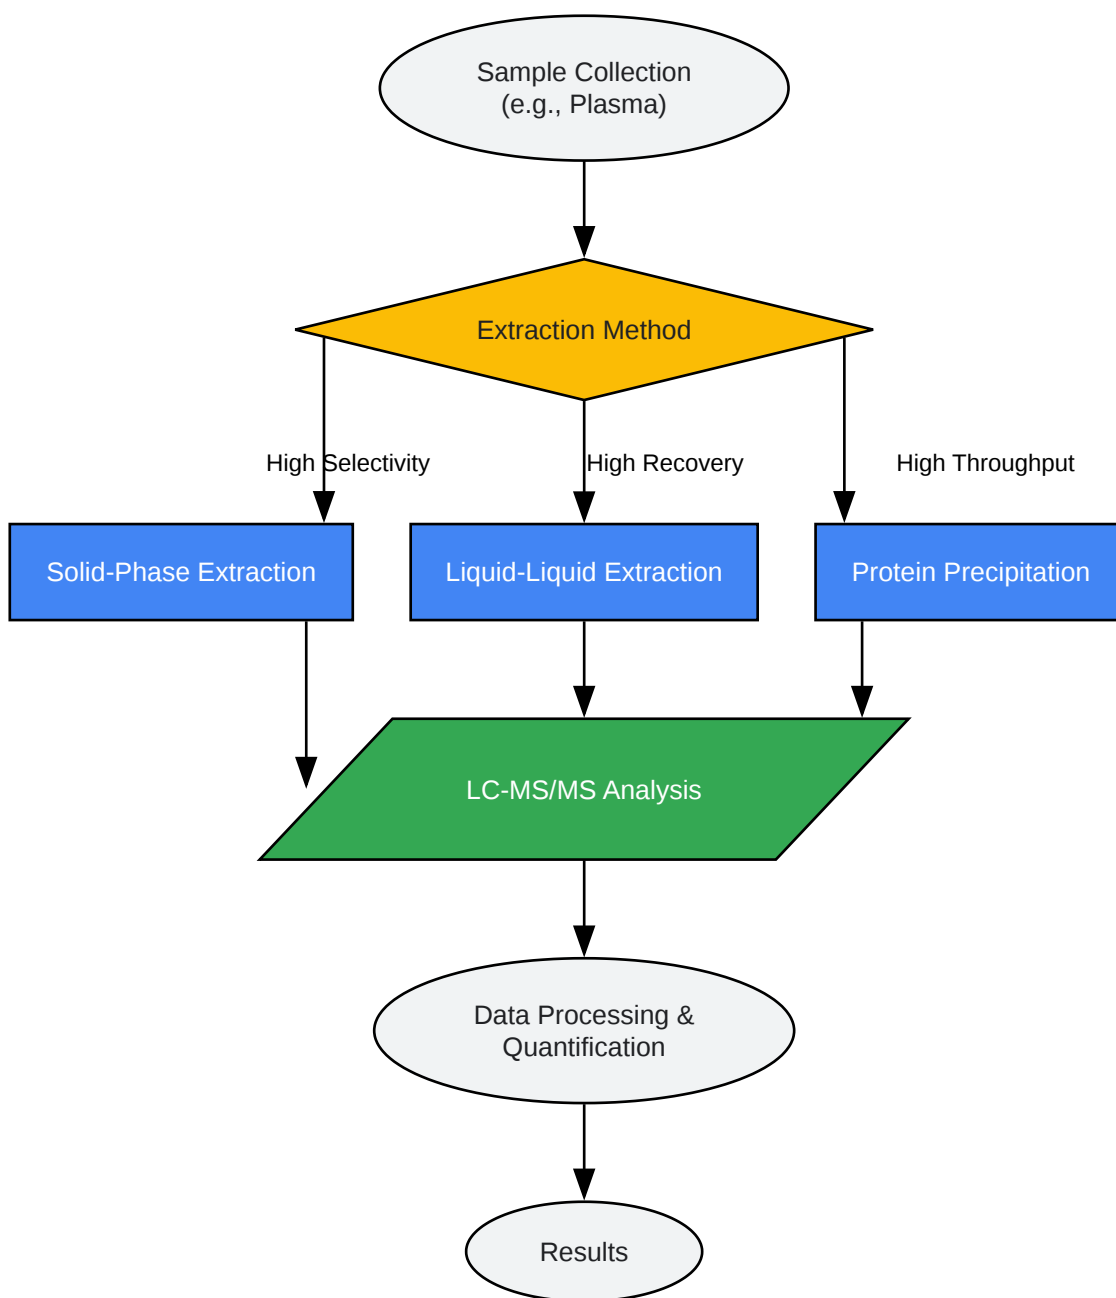 Sample Collection
(e.g., Plasma)
Extraction Method
High Selectivity
High Recovery
High Throughput
Solid-Phase Extraction
Liquid-Liquid Extraction
Protein Precipitation
LC-MS/MS Analysis
Data Processing &
Quantification
Results